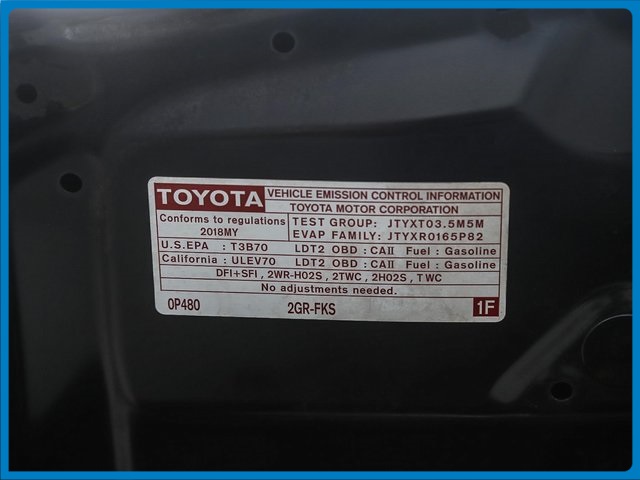 TOYOTA VEHICLE EMISSION CONTROL INFORMATION
TOYOTA MOTOR CORPORATION
Conforms to regulations
2018MY
TEST GROUP: JTYXT03.5M5M
EVAP FAMILY: JTYXR0165P82
U.S.EPA : T3B70 LDT2 OBD : CAII Fuel : Gasoline
California : ULEV70 LDT2 OBD : CAII Fuel : Gasoline
DFI+SFI , 2WR-HO2S , 2TWC , 2HO2S , TWC
No adjustments needed.
0P480 2GR-FKS 1F